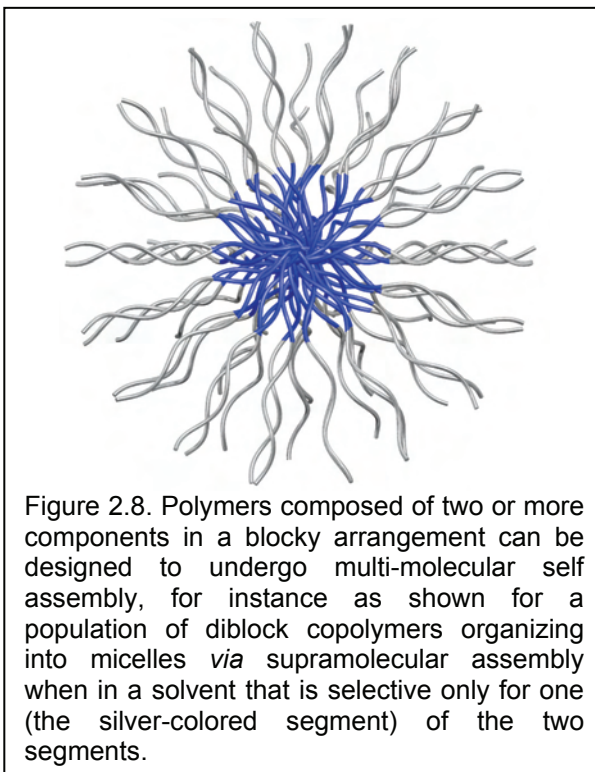 Figure 2.8. Polymers composed of two or more
components in a blocky arrangement can be
designed to undergo multi-molecular self
assembly, for instance as shown for a
population of diblock copolymers organizing
into micelles via supramolecular assembly
when in a solvent that is selective only for one
(the silver-colored segment) of the two
segments.